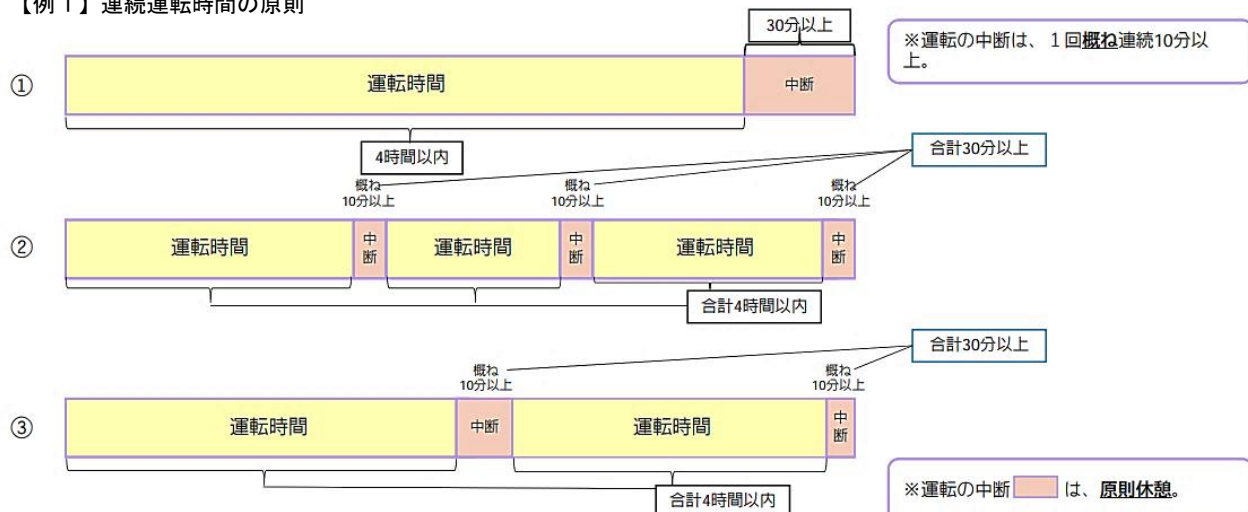 【例１】連続運転時間の原則
30分以上
※運転の中断は、１回概ね連続10分以
上。
①
運転時間
中断
4時間以内
合計30分以上
概ね
10分以上
概ね
10分以上
概ね
10分以上
②
運転時間
中
断
運転時間
中
断
運転時間
中
断
合計4時間以内
合計30分以上
概ね
10分以上
概ね
10分以上
③
運転時間
中断
運転時間
中
断
合計4時間以内
※運転の中断 は、原則休憩。